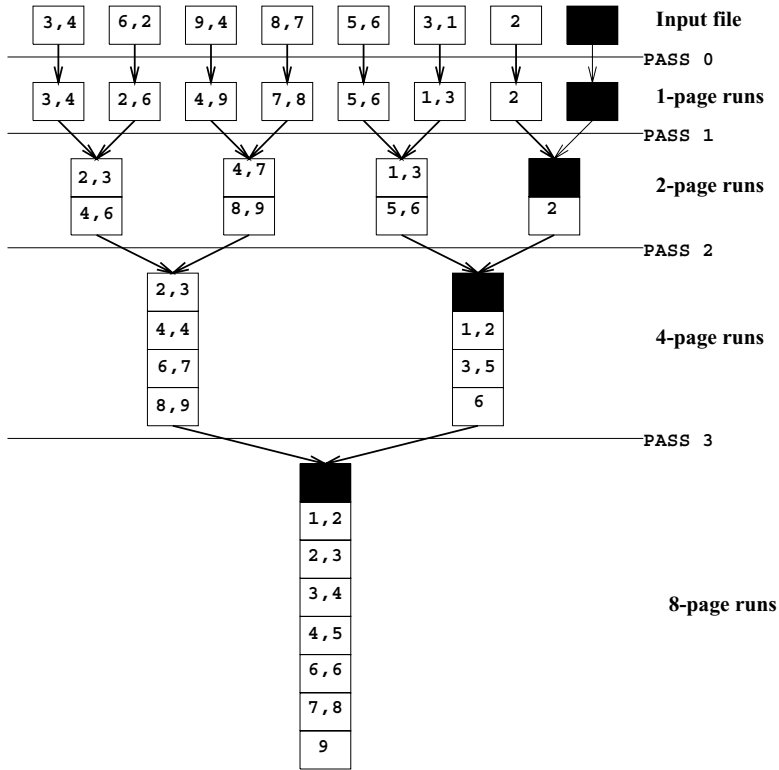 3,4 6,2 9,4 8,7 5,6 3,1 2 Input file
PASS 0
3,4 2,6 4,9 7,8 5,6 1,3 2 1-page runs
PASS 1
2,3 4,7 1,3 2-page runs
4,6 8,9 5,6 2
PASS 2
2,3
4,4 1,2 4-page runs
6,7 3,5
8,9 6
PASS 3
1,2
2,3
3,4 8-page runs
4,5
6,6
7,8
9